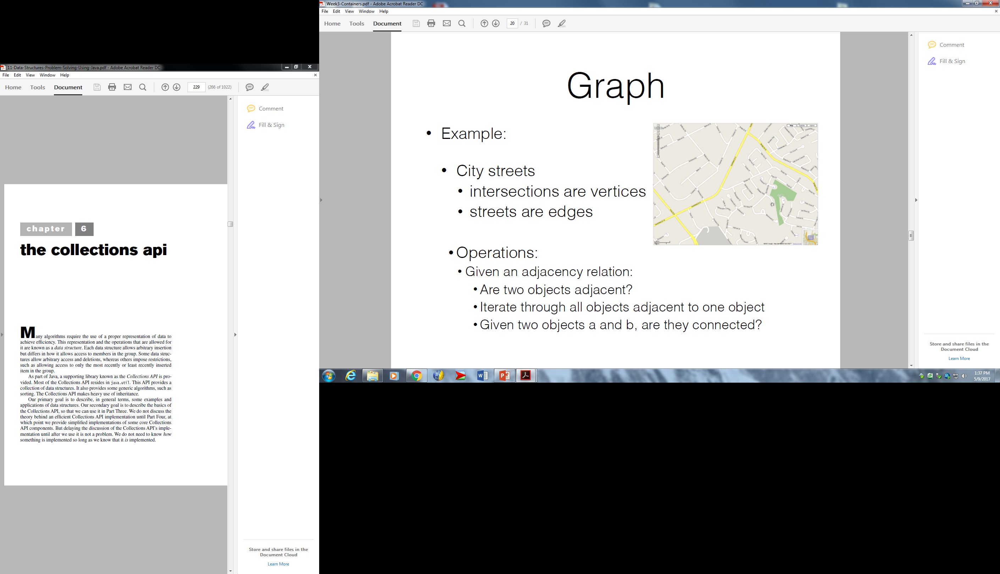 11-Data-Structures-Problem-Solving-Using-Java.pdf - Adobe Acrobat Reader DC
File Edit View Window Help
Home Tools Document 229 (266 of 1022)
Comment
Fill & Sign
chapter 6
the collections api
Many algorithms require the use of a proper representation of data to
achieve efficiency. This representation and the operations that are allowed for
it are known as a data structure. Each data structure allows arbitrary insertion
but differs in how it allows access to members in the group. Some data struc-
tures allow arbitrary access and deletions, whereas others impose restrictions,
such as allowing access to only the most recently or least recently inserted
item in the group.
As part of Java, a supporting library known as the Collections API is pro-
vided. Most of the Collections API resides in java.util. This API provides a
collection of data structures. It also provides some generic algorithms, such as
sorting. The Collections API makes heavy use of inheritance.
Our primary goal is to describe, in general terms, some examples and
applications of data structures. Our secondary goal is to describe the basics of
the Collections API, so that we can use it in Part Three. We do not discuss the
theory behind an efficient Collections API implementation until Part Four, at
which point we provide simplified implementations of some core Collections
API components. But delaying the discussion of the Collections API's imple-
mentation until after we use it is not a problem. We do not need to know how
something is implemented so long as we know that it is implemented.
Store and share files in the
Document Cloud
Learn More
Week3-Containers.pdf - Adobe Acrobat Reader DC
File Edit View Window Help
Home Tools Document 20 / 31
Graph
• Example:
• City streets
• intersections are vertices
• streets are edges
• Operations:
• Given an adjacency relation:
• Are two objects adjacent?
• Iterate through all objects adjacent to one object
• Given two objects a and b, are they connected?
Comment
Fill & Sign
Store and share files in the
Document Cloud
Learn More
1:37 PM
5/9/2017